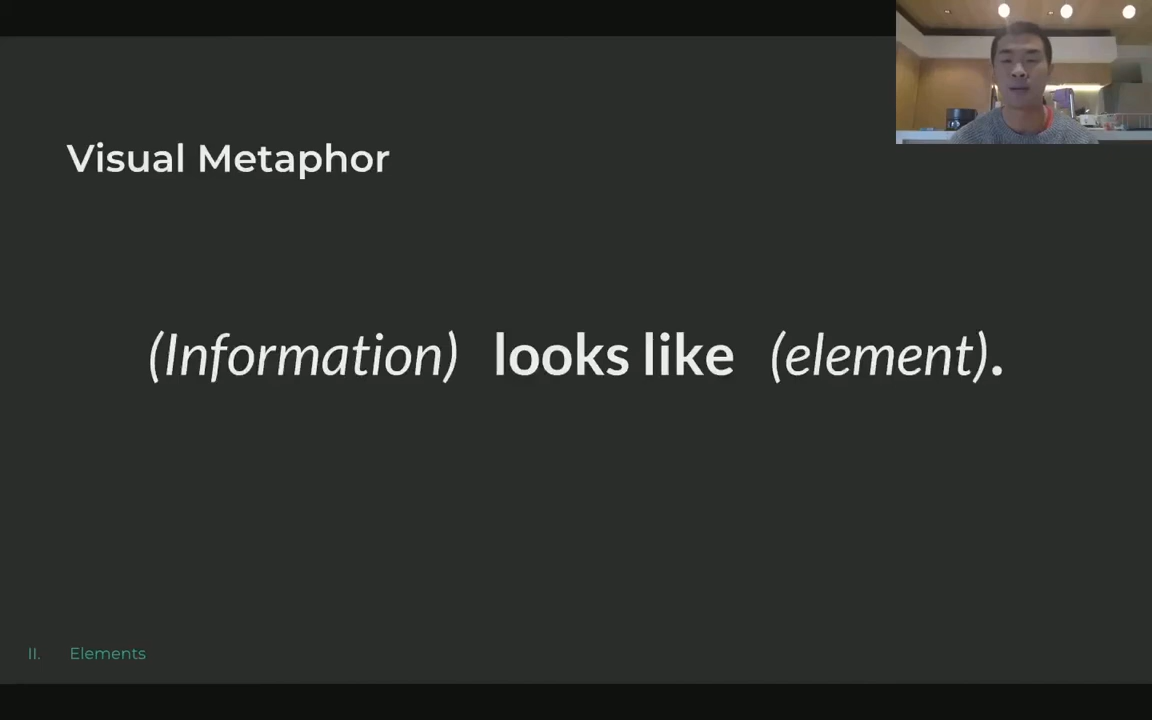 Visual Metaphor
(Information) looks like (element).
II. Elements